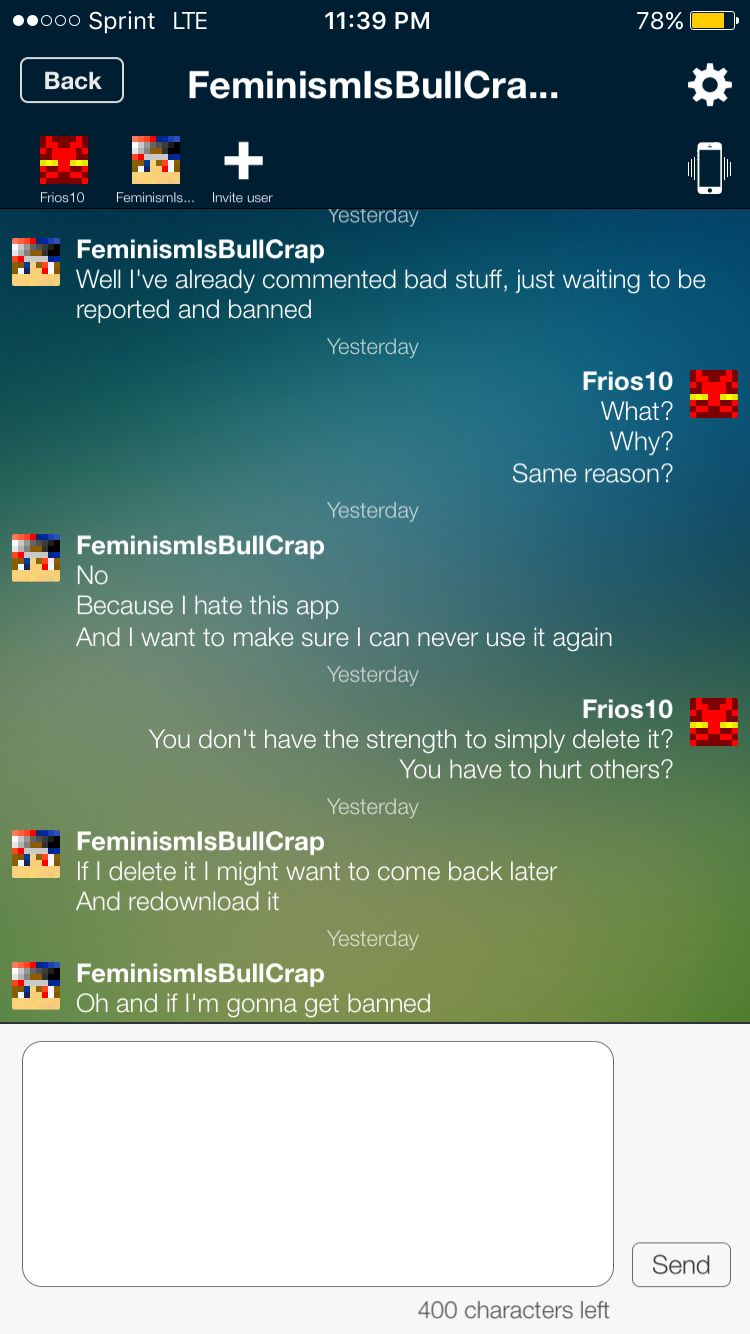 Sprint LTE 11:39 PM 78%
Back FeminismIsBullCra...
Frios10 FeminismIs... Invite user
Yesterday
FeminismIsBullCrap
Well I've already commented bad stuff, just waiting to be
reported and banned
Yesterday
Frios10
What?
Why?
Same reason?
Yesterday
FeminismIsBullCrap
No
Because I hate this app
And I want to make sure I can never use it again
Yesterday
Frios10
You don't have the strength to simply delete it?
You have to hurt others?
Yesterday
FeminismIsBullCrap
If I delete it I might want to come back later
And redownload it
Yesterday
FeminismIsBullCrap
Oh and if I'm gonna get banned
Send
400 characters left